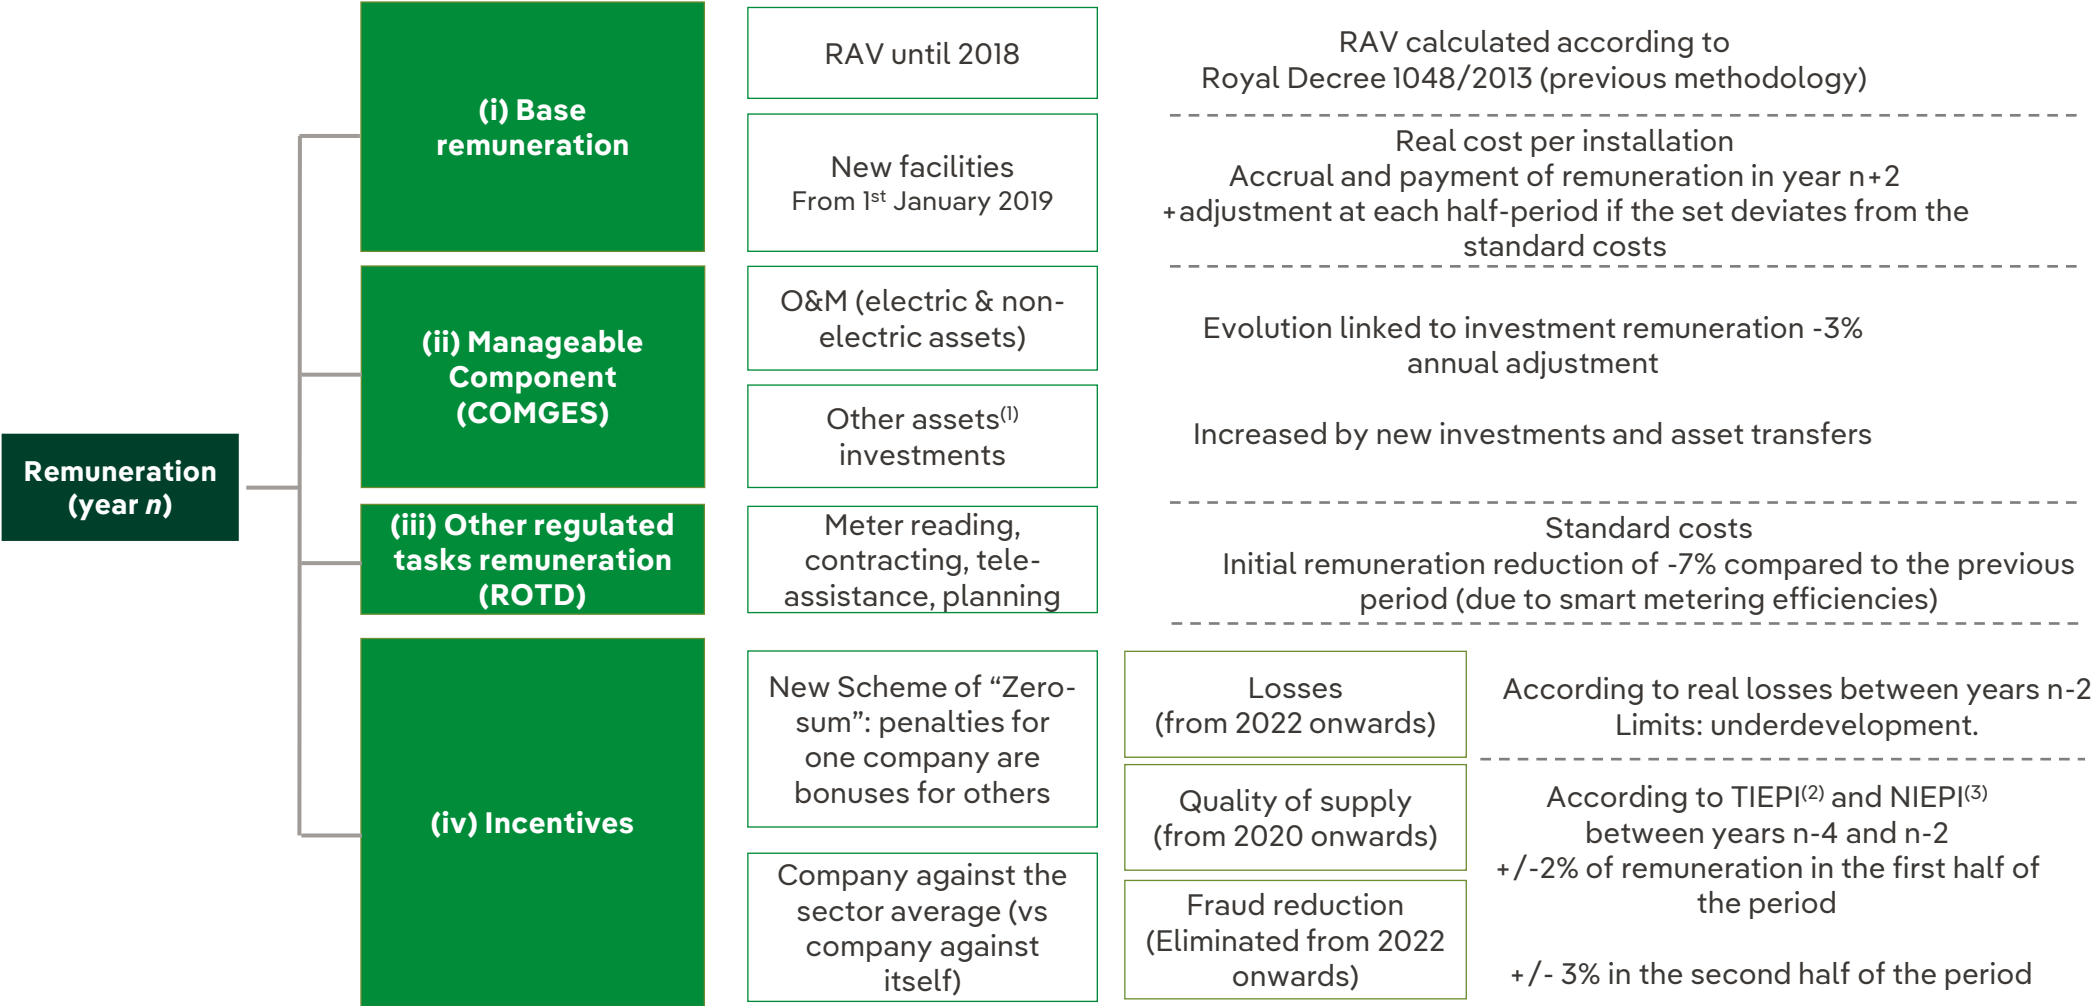 Remuneration
(year n)
(i) Base
remuneration
RAV until 2018
RAV calculated according to
Royal Decree 1048/2013 (previous methodology)
New facilities
From 1st January 2019
Real cost per installation
Accrual and payment of remuneration in year n+2
+adjustment at each half-period if the set deviates from the
standard costs
(ii) Manageable
Component
(COMGES)
O&M (electric & non-
electric assets)
Evolution linked to investment remuneration -3%
annual adjustment
Other assets(1)
investments
Increased by new investments and asset transfers
(iii) Other regulated
tasks remuneration
(ROTD)
Meter reading,
contracting, tele-
assistance, planning
Standard costs
Initial remuneration reduction of -7% compared to the previous
period (due to smart metering efficiencies)
(iv) Incentives
New Scheme of “Zero-
sum”: penalties for
one company are
bonuses for others
Company against the
sector average (vs
company against
itself)
Losses
(from 2022 onwards)
According to real losses between years n-2
Limits: underdevelopment.
Quality of supply
(from 2020 onwards)
According to TIEPI(2) and NIEPI(3)
between years n-4 and n-2
+/-2% of remuneration in the first half of
the period
Fraud reduction
(Eliminated from 2022
onwards)
+/- 3% in the second half of the period